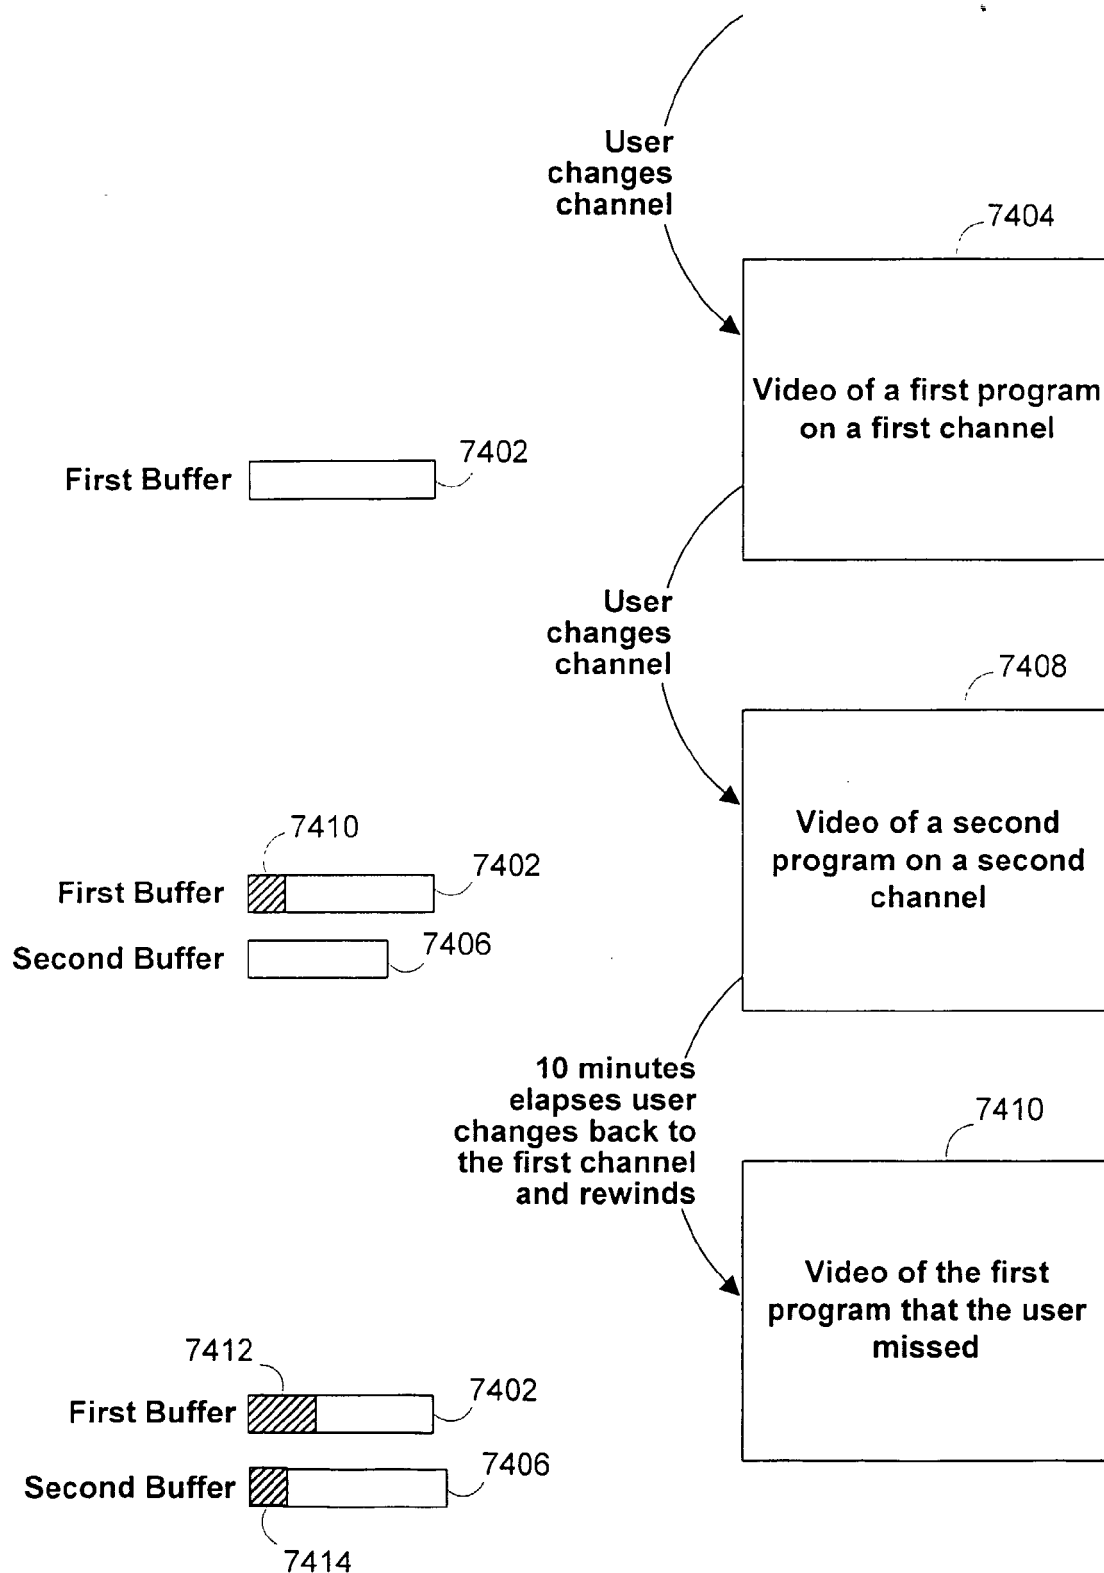 User
changes
channel
7404
Video of a first program
on a first channel
7402
First Buffer
User
changes
channel
7408
Video of a second
program on a second
channel
7410
7402
First Buffer
7406
Second Buffer
10 minutes
elapses user
changes back to
the first channel
and rewinds
7410
Video of the first
program that the user
missed
7412
7402
First Buffer
7406
Second Buffer
7414